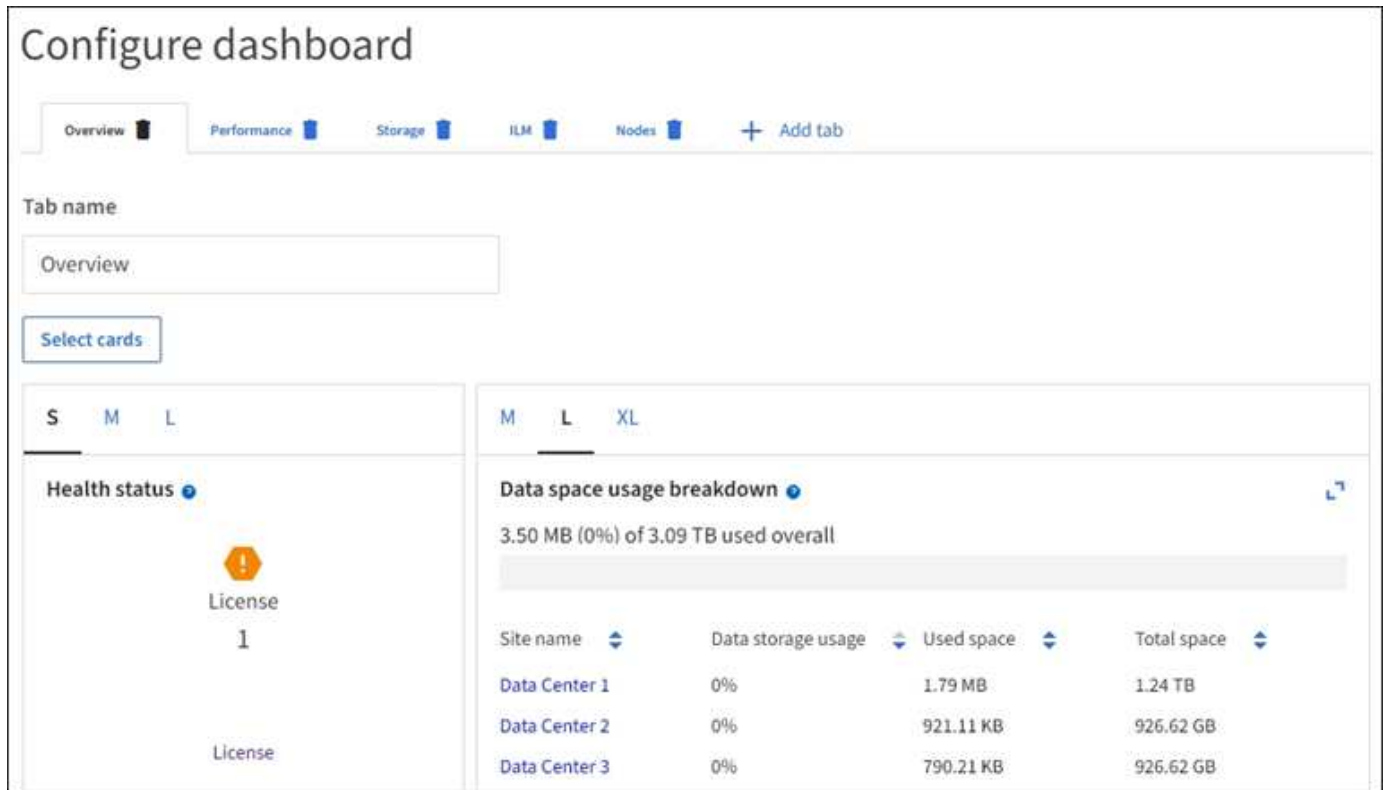 Configure dashboard
Overview Performance Storage ILM Nodes + Add tab
Tab name
Overview
Select cards
S M L
Health status ?
!
License
1
License
M L XL
Data space usage breakdown ?
3.50 MB (0%) of 3.09 TB used overall
Site name Data storage usage Used space Total space
Data Center 1 0% 1.79 MB 1.24 TB
Data Center 2 0% 921.11 KB 926.62 GB
Data Center 3 0% 790.21 KB 926.62 GB